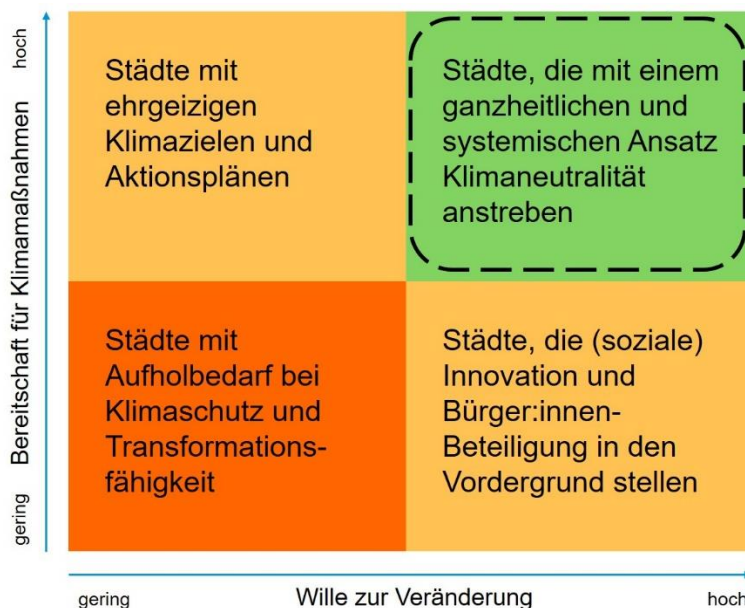 hoch
Bereitschaft für Klimamaßnahmen
gering
Städte mit
ehrgeizigen
Klimazielen und
Aktionsplänen
Städte, die mit einem
ganzheitlichen und
systemischen Ansatz
Klimaneutralität
anstreben
Städte mit
Aufholbedarf bei
Klimaschutz und
Transformations-
fähigkeit
Städte, die (soziale)
Innovation und
Bürger:innen-
Beteiligung in den
Vordergrund stellen
gering Wille zur Veränderung hoch